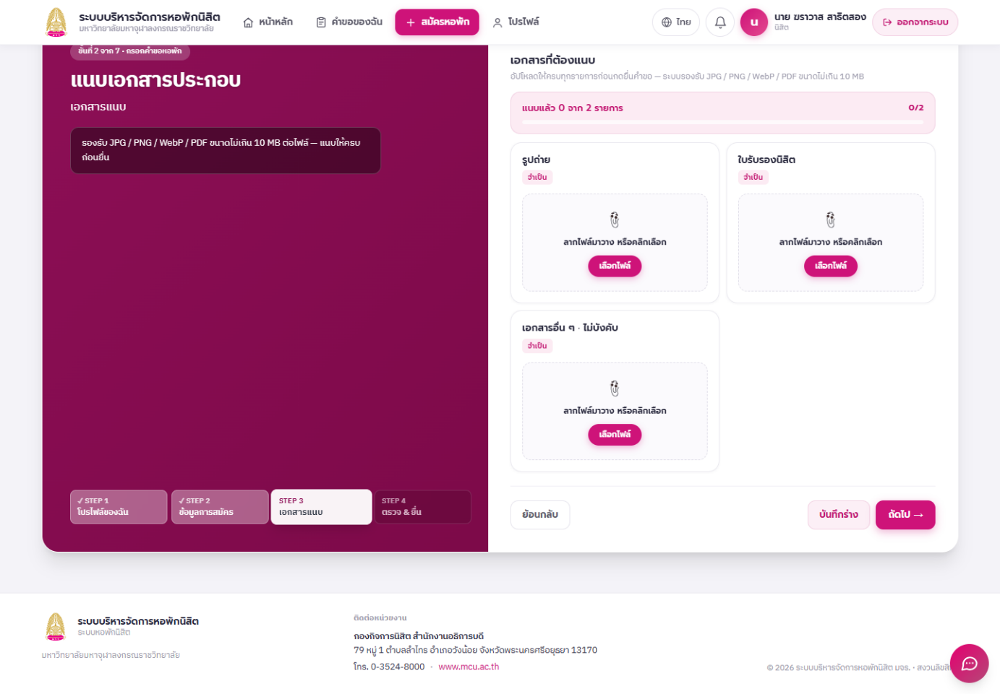 ระบบบริหารจัดการหอพักนิสิต
มหาวิทยาลัยมหาจุฬาลงกรณราชวิทยาลัย
หน้าหลัก
คำขอของฉัน
สมัครหอพัก
โปรไฟล์
ไทย
น
นาย ฆราวาส สาธิตสอง
นิสิต
ออกจากระบบ
ขั้นที่ 2 จาก 7 · กรอกคำขอหอพัก
แนบเอกสารประกอบ
เอกสารแนบ
รองรับ JPG / PNG / WebP / PDF ขนาดไม่เกิน 10 MB ต่อไฟล์ — แนบให้ครบ
ก่อนยื่น
✓ STEP 1
โปรไฟล์ของฉัน
✓ STEP 2
ข้อมูลการสมัคร
STEP 3
เอกสารแนบ
STEP 4
ตรวจ & ยื่น
เอกสารที่ต้องแนบ
อัปโหลดให้ครบทุกรายการก่อนกดยื่นคำขอ — ระบบรองรับ JPG / PNG / WebP / PDF ขนาดไม่เกิน 10 MB
แนบแล้ว 0 จาก 2 รายการ
0/2
รูปถ่าย
จำเป็น
ลากไฟล์มาวาง หรือคลิกเลือก
เลือกไฟล์
ใบรับรองนิสิต
จำเป็น
ลากไฟล์มาวาง หรือคลิกเลือก
เลือกไฟล์
เอกสารอื่น ๆ · ไม่บังคับ
จำเป็น
ลากไฟล์มาวาง หรือคลิกเลือก
เลือกไฟล์
ย้อนกลับ
บันทึกร่าง
ถัดไป →
ระบบบริหารจัดการหอพักนิสิต
ระบบหอพักนิสิต
มหาวิทยาลัยมหาจุฬาลงกรณราชวิทยาลัย
ติดต่อหน่วยงาน
กองกิจการนิสิต สำนักงานอธิการบดี
79 หมู่ 1 ตำบลลำไทร อำเภอวังน้อย จังหวัดพระนครศรีอยุธยา 13170
โทร. 0-3524-8000 · www.mcu.ac.th
© 2026 ระบบบริหารจัดการหอพักนิสิต มจร. · สงวนลิขสิ